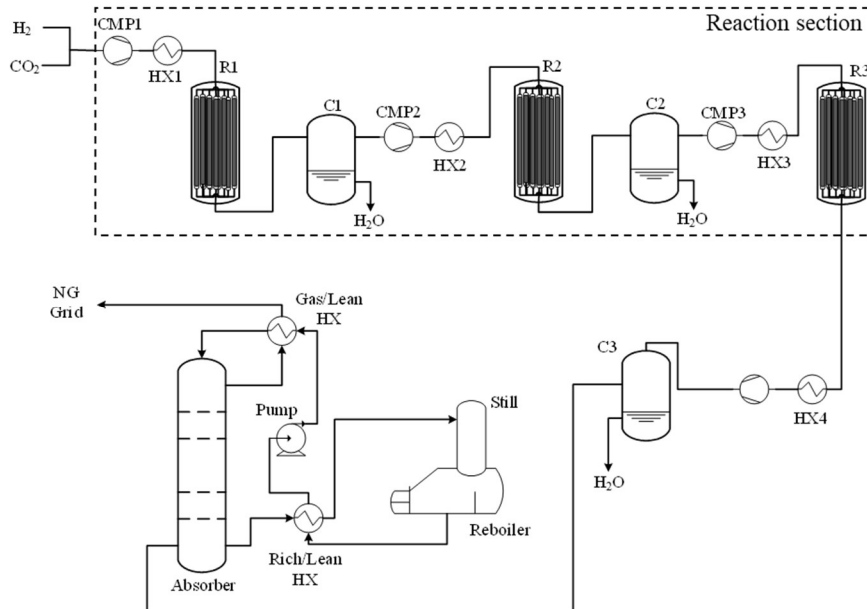 Reaction section
H₂
CO₂
CMP1
HX1
R1
C1
H₂O
CMP2
HX2
R2
C2
H₂O
CMP3
HX3
R3
NG
Grid
Gas/Lean
HX
Pump
Still
Reboiler
Rich/Lean
HX
Absorber
C3
H₂O
HX4